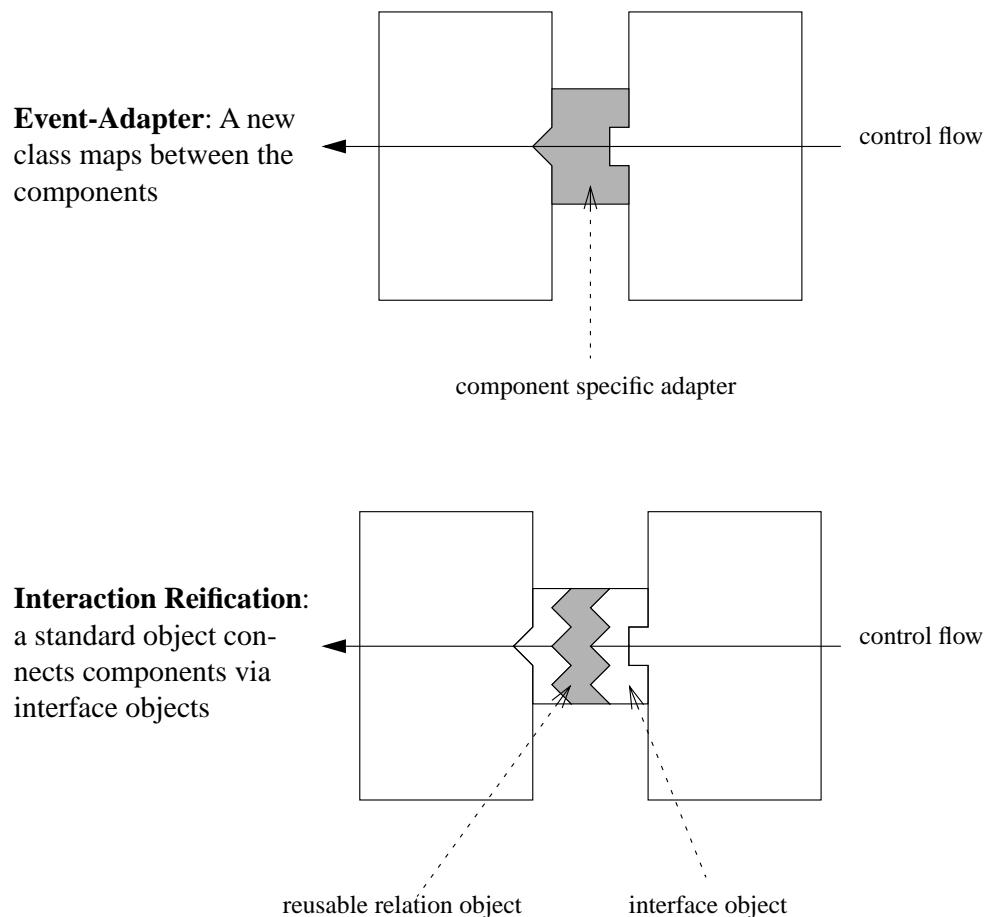 Event-Adapter: A new
class maps between the
components
control flow
component specific adapter
Interaction Reification:
a standard object con-
nects components via
interface objects
control flow
reusable relation object
interface object